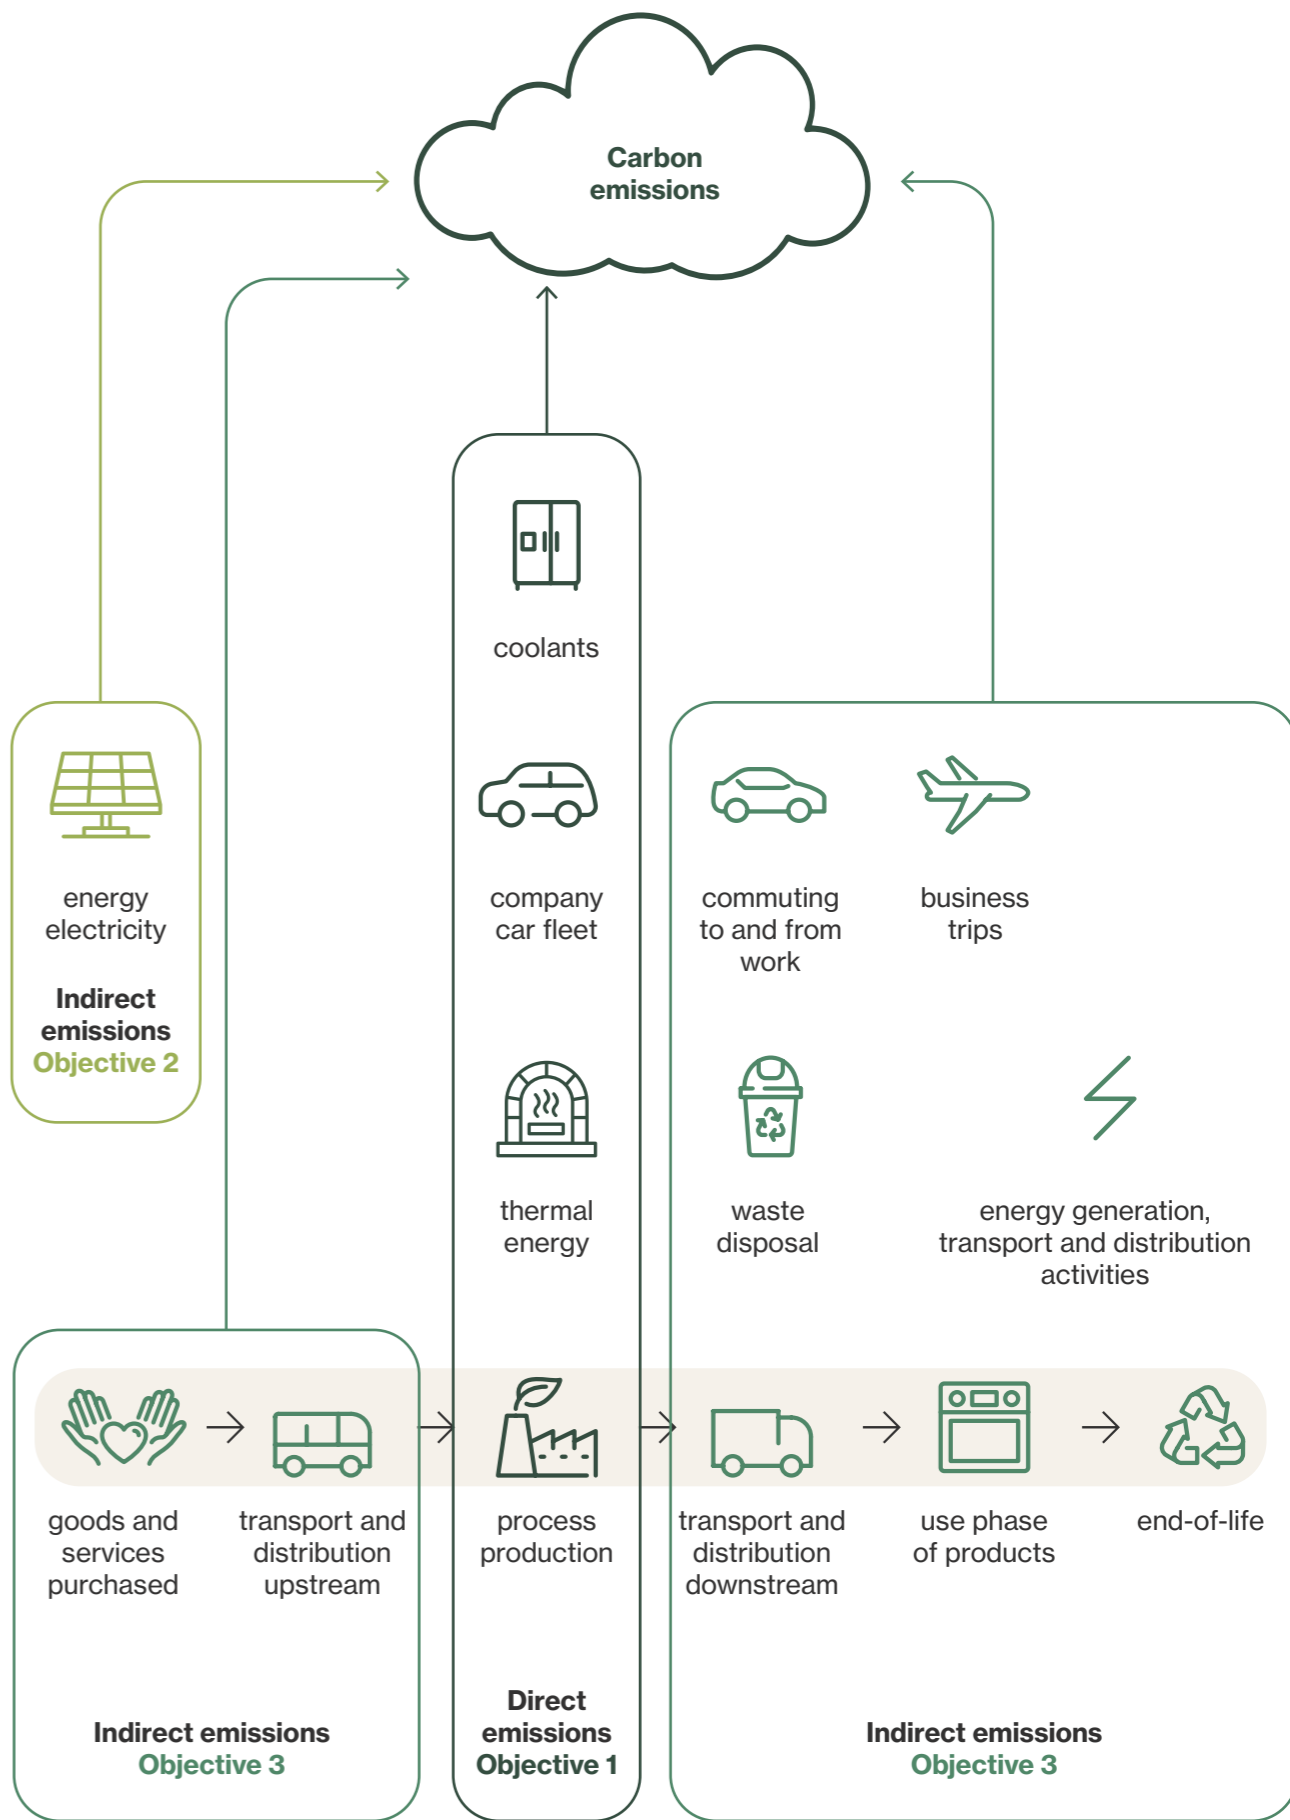 Carbon
emissions
coolants
energy
electricity
Indirect
emissions
Objective 2
company
car fleet
commuting
to and from
work
business
trips
thermal
energy
waste
disposal
energy generation,
transport and distribution
activities
goods and
services
purchased
transport and
distribution
upstream
process
production
transport and
distribution
downstream
use phase
of products
end-of-life
Indirect emissions
Objective 3
Direct
emissions
Objective 1
Indirect emissions
Objective 3